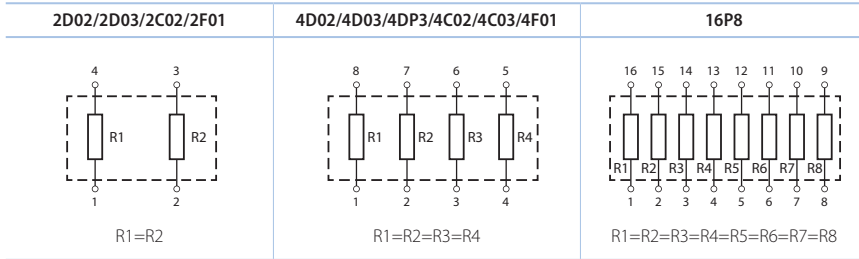 2D02/2D03/2C02/2F01 4D02/4D03/4DP3/4C02/4C03/4F01 16P8
4 3 8 7 6 5 16 15 14 13 12 11 10 9
R1 R2 R1 R2 R3 R4
R1 R2 R3 R4 R5 R6 R7 R8
1 2 1 2 3 4 1 2 3 4 5 6 7 8
R1=R2 R1=R2=R3=R4 R1=R2=R3=R4=R5=R6=R7=R8